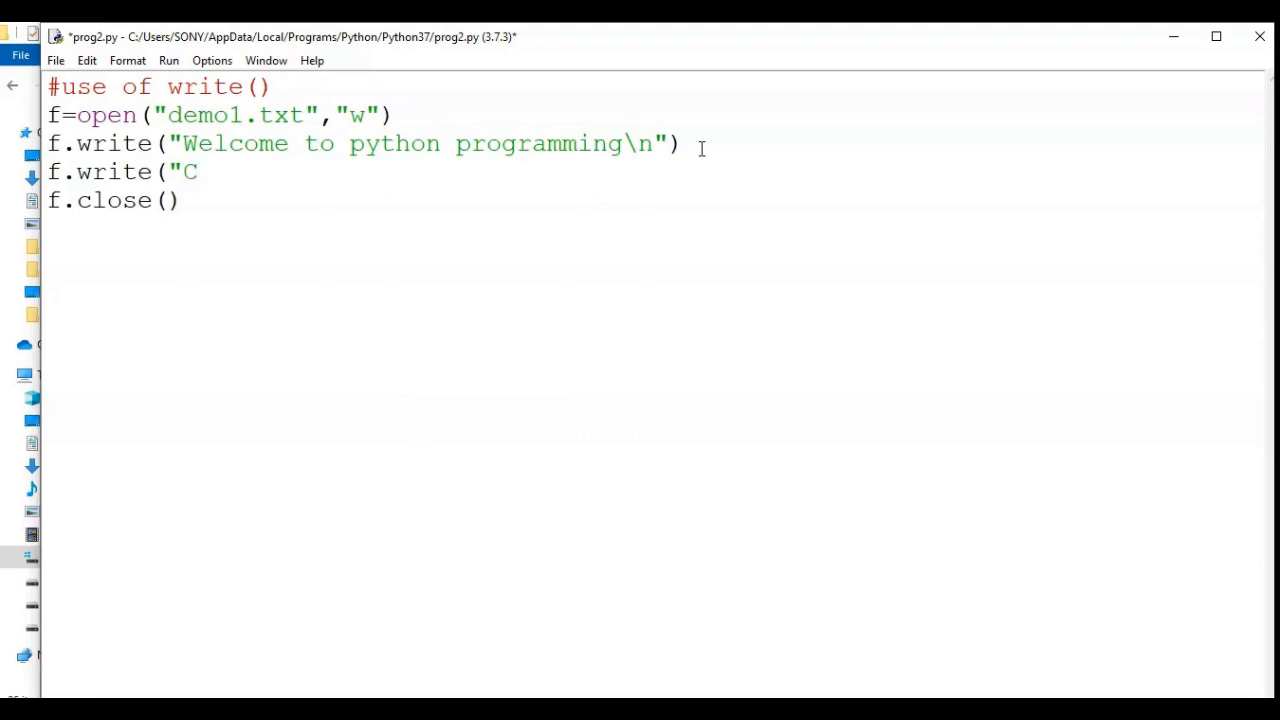 *prog2.py - C:/Users/SONY/AppData/Local/Programs/Python/Python37/prog2.py (3.7.3)*
File
File Edit Format Run Options Window Help
#use of write()
f=open("demo1.txt","w")
f.write("Welcome to python programming\n")
f.write("C
f.close()